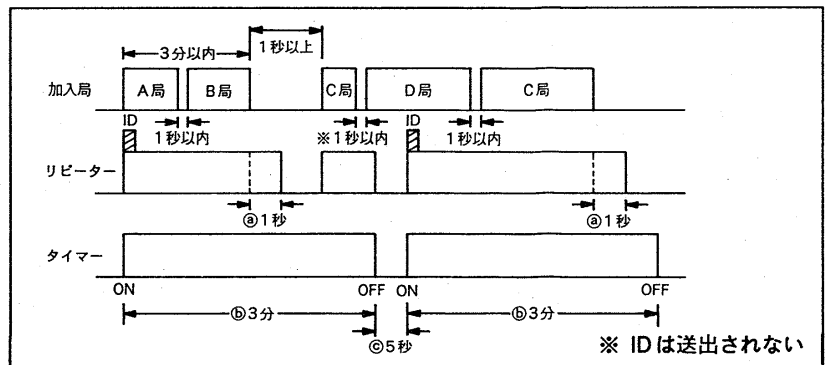 3分以内
1秒以上
加入局
A局 B局 C局 D局 C局
ID ID
1秒以内 ※1秒以内 1秒以内
リピーター
ⓐ1秒 ⓐ1秒
タイマー
ON OFF ON OFF
ⓑ3分 ⓑ3分
ⓒ5秒
※ IDは送出されない